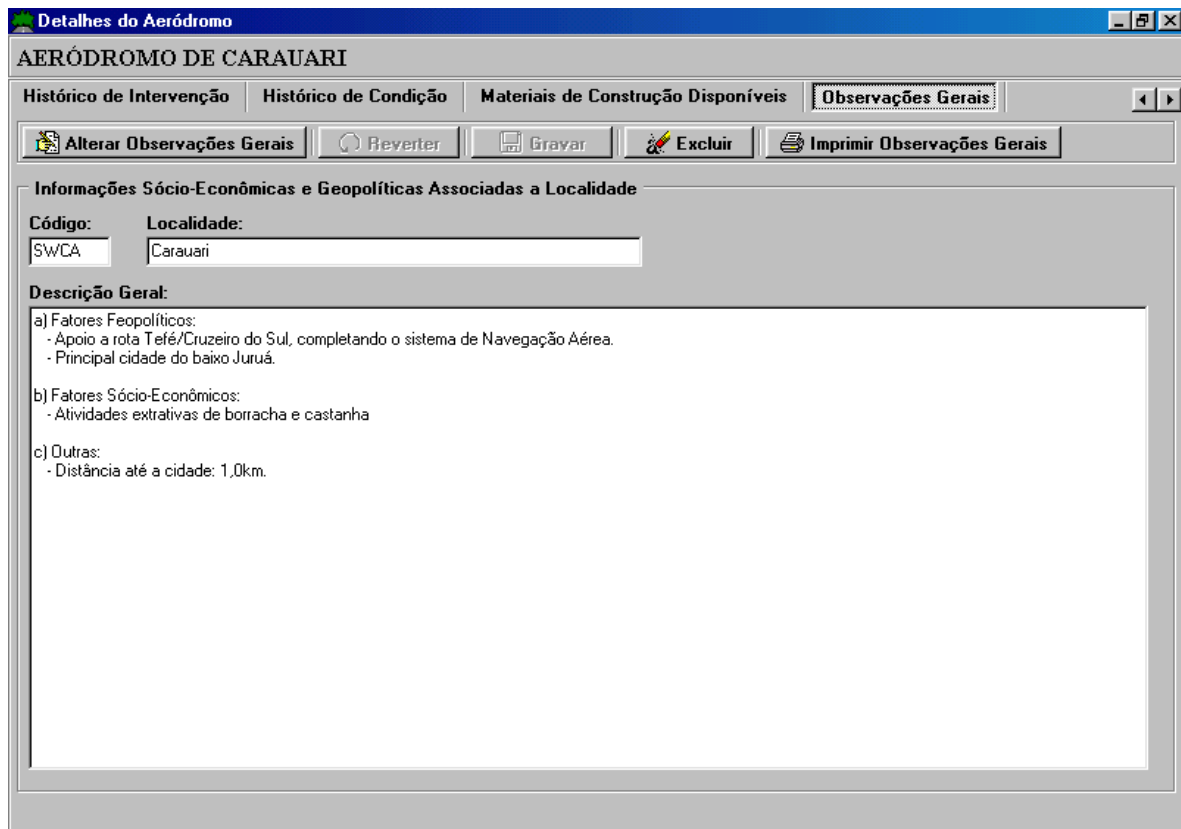 Detalhes do Aeródromo
AERÓDROMO DE CARAUARI
Histórico de Intervenção Histórico de Condição Materiais de Construção Disponíveis Observações Gerais
Alterar Observações Gerais Reverter Gravar Excluir Imprimir Observações Gerais
Informações Sócio-Econômicas e Geopolíticas Associadas a Localidade
Código: Localidade:
SWCA Carauari
Descrição Geral:
a) Fatores Feopolíticos:
- Apoio a rota Tefé/Cruzeiro do Sul, completando o sistema de Navegação Aérea.
- Principal cidade do baixo Juruá.
b) Fatores Sócio-Econômicos:
- Atividades extrativas de borracha e castanha
c) Outras:
- Distância até a cidade: 1,0km.